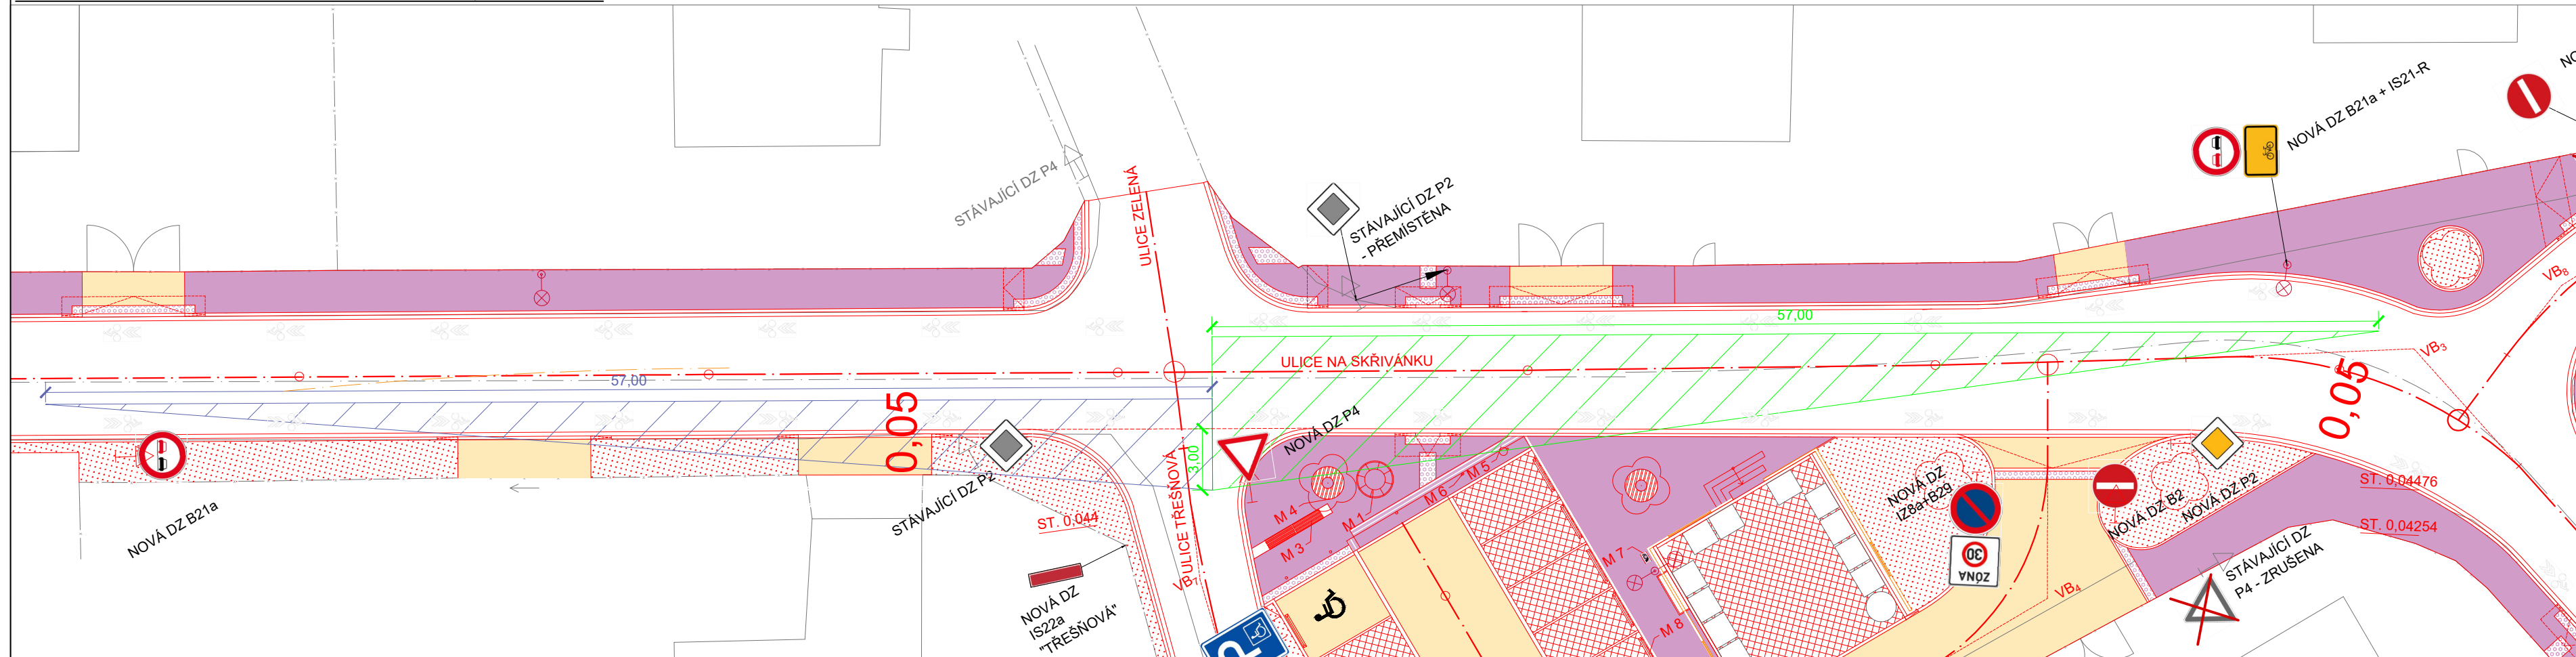 STÁVAJÍCÍ DZ P4
ULICE ZELENÁ
STÁVAJÍCÍ DZ P2
- PŘEMÍSTĚNA
NOVÁ DZ B21a + IS21-R
VB8
57,00
ULICE NA SKŘIVÁNKU
VB3
57,00
0,05
0,05
NOVÁ DZ B21a
STÁVAJÍCÍ DZ P2
3,00
NOVÁ DZ P4
ULICE TŘEŠŇOVÁ
ST. 0,044
NOVÁ DZ
IS22a
"TŘEŠŇOVÁ"
M 4
M 3
M 1
M 6
M 5
M 7
M 8
NOVÁ DZ
IZ8a+B29
30
ZÓNA
NOVÁ DZ B2
NOVÁ DZ P2
ST. 0,04476
ST. 0,04254
STÁVAJÍCÍ DZ
P4 - ZRUŠENA
VB4
P